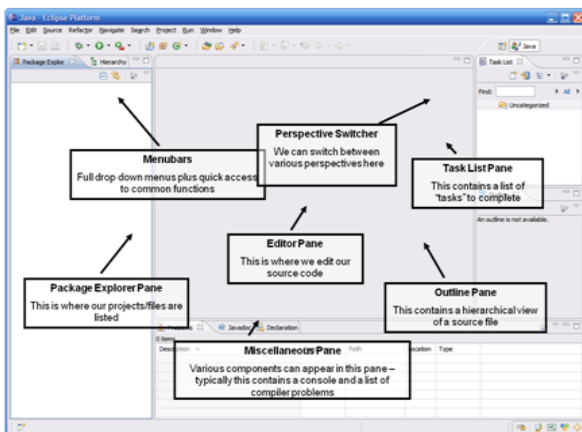 Java - Eclipse Platform
File Edit Source Refactor Navigate Search Project Run Window Help
Java
Package Explor
Hierarchy
Task List
Find:
All
Uncategorized
Perspective Switcher
We can switch between
various perspectives here
Menubars
Full drop down menus plus quick access
to common functions
Task List Pane
This contains a list of
"tasks" to complete
An outline is not available.
Editor Pane
This is where we edit our
source code
Package Explorer Pane
This is where our projects/files are
listed
Outline Pane
This contains a hierarchical view
of a source file
Problems
Javadoc
Declaration
0 items
Path
Type
Miscellaneous Pane
Various components can appear in this pane –
typically this contains a console and a list of
compiler problems